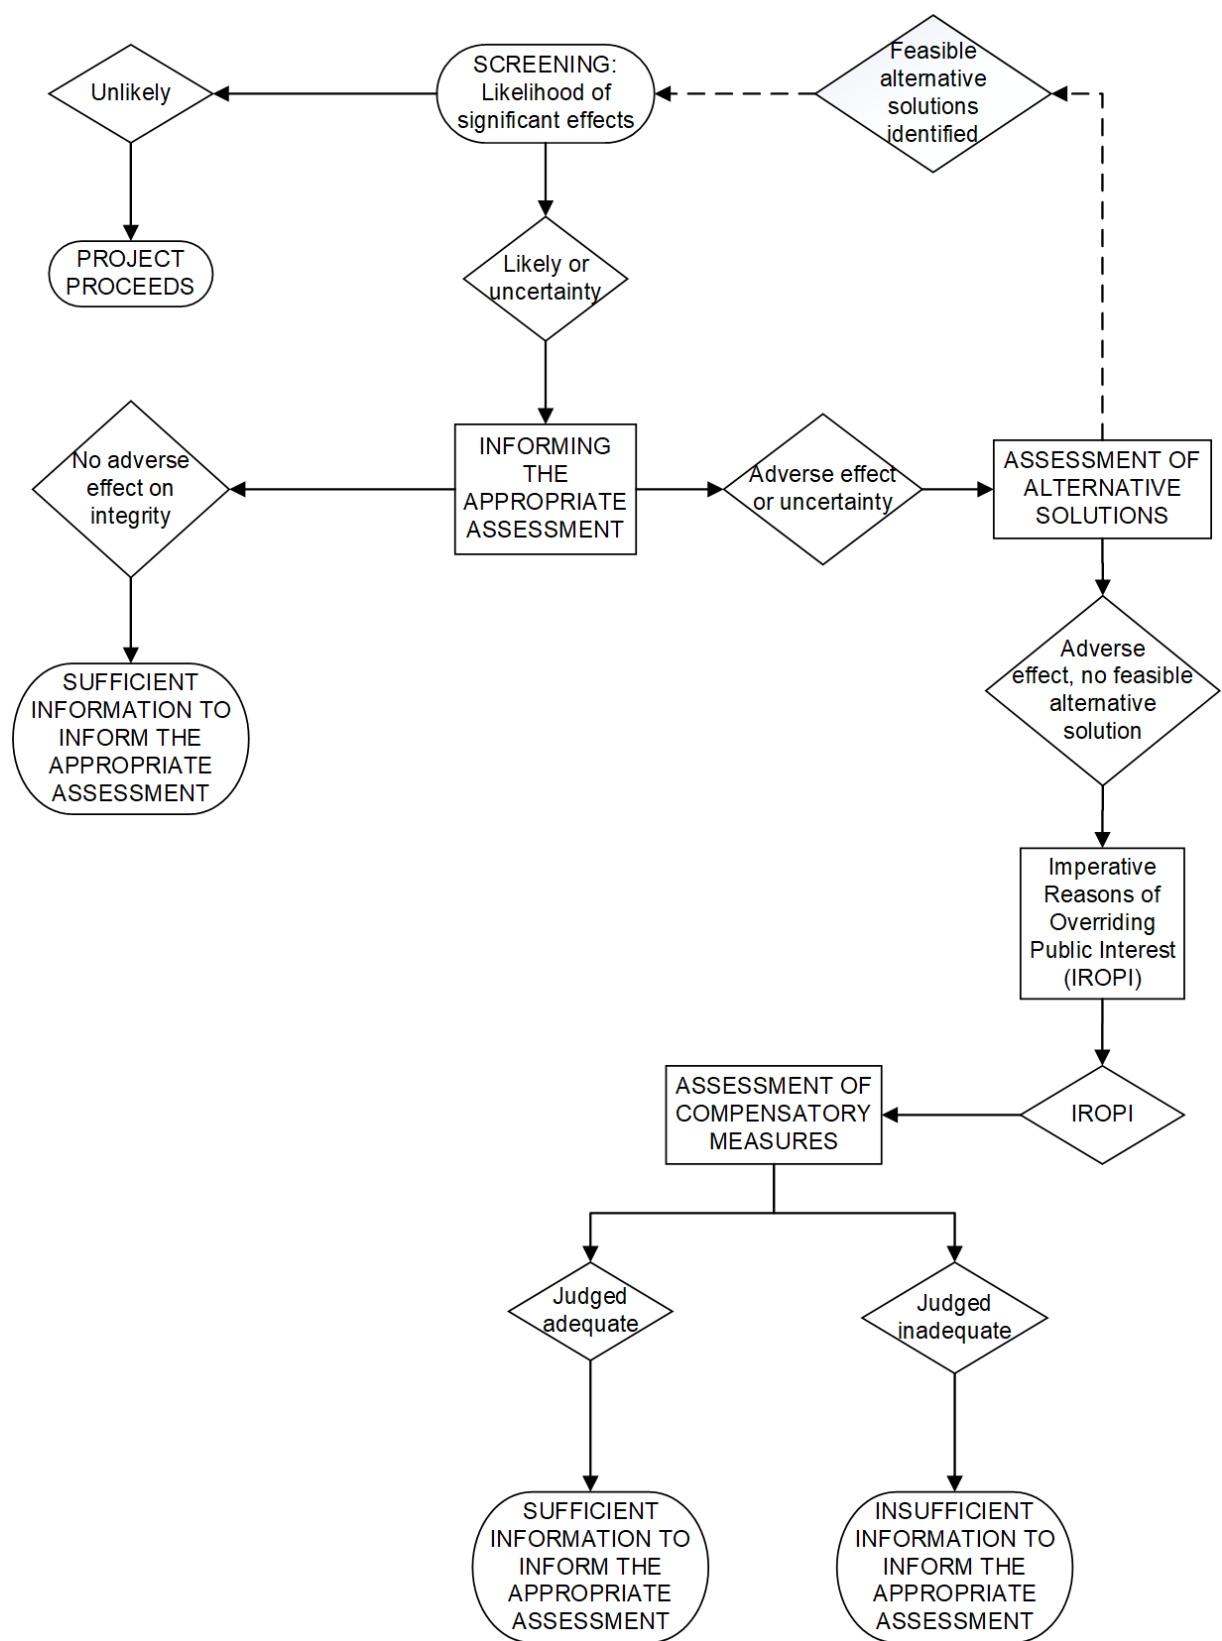 Unlikely
SCREENING:
Likelihood of
significant effects
Feasible
alternative
solutions
identified
PROJECT
PROCEEDS
Likely or
uncertainty
No adverse
effect on
integrity
INFORMING
THE
APPROPRIATE
ASSESSMENT
Adverse effect
or uncertainty
ASSESSMENT OF
ALTERNATIVE
SOLUTIONS
SUFFICIENT
INFORMATION TO
INFORM THE
APPROPRIATE
ASSESSMENT
Adverse
effect, no feasible
alternative
solution
Imperative
Reasons of
Overriding
Public Interest
(IROPI)
ASSESSMENT OF
COMPENSATORY
MEASURES
IROPI
Judged
adequate
Judged
inadequate
SUFFICIENT
INFORMATION TO
INFORM THE
APPROPRIATE
ASSESSMENT
INSUFFICIENT
INFORMATION TO
INFORM THE
APPROPRIATE
ASSESSMENT